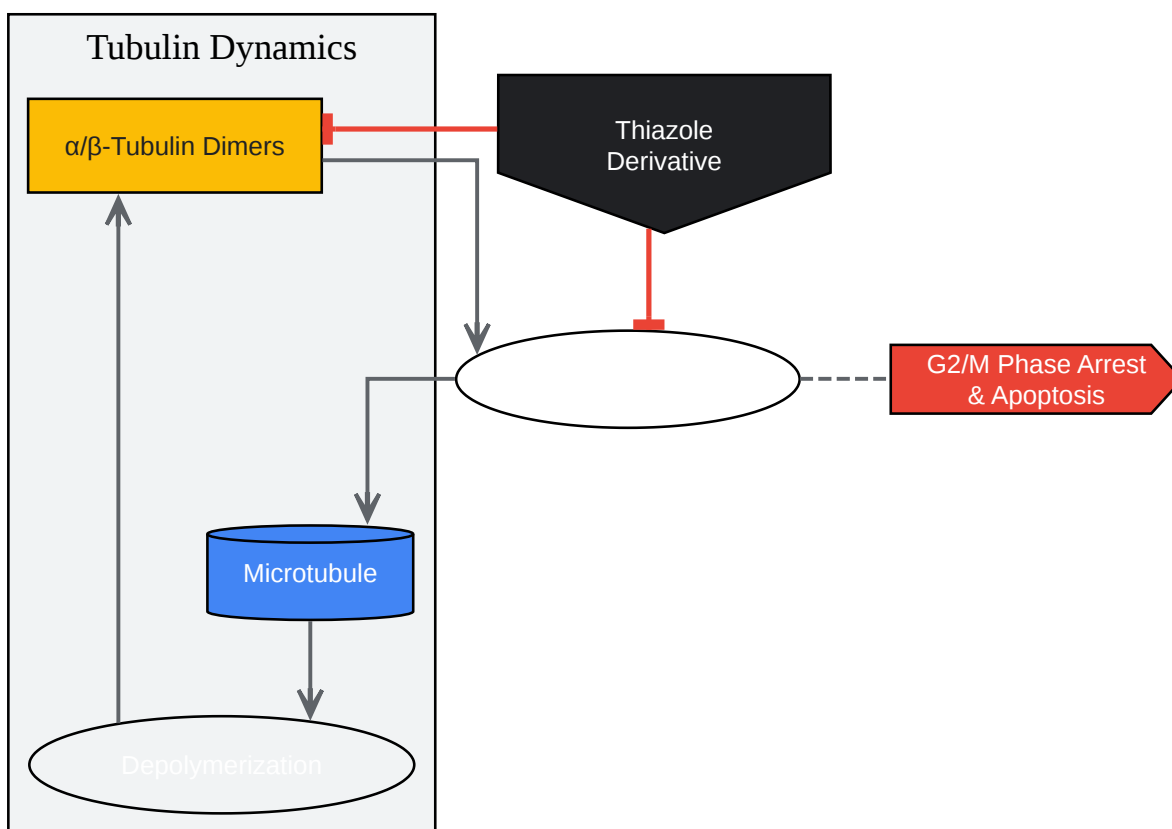 Tubulin Dynamics
α/β-Tubulin Dimers
Thiazole
Derivative
G2/M Phase Arrest
& Apoptosis
Microtubule
Depolymerization